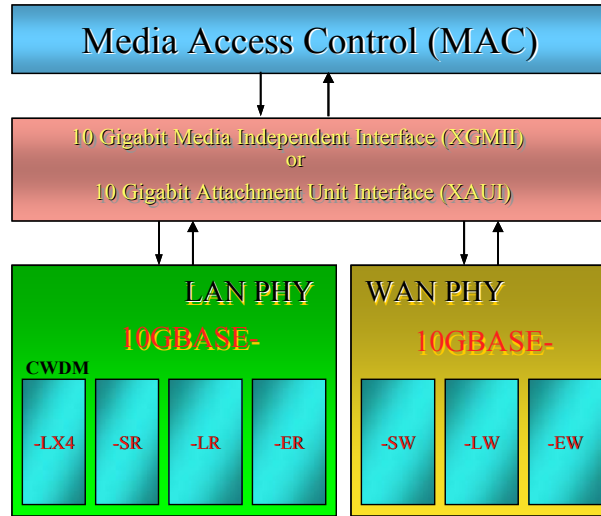 Media Access Control (MAC)
10 Gigabit Media Independent Interface (XGMII)
or
10 Gigabit Attachment Unit Interface (XAUI)
LAN PHY
10GBASE-
CWDM
-LX4
-SR
-LR
-ER
WAN PHY
10GBASE-
-SW
-LW
-EW